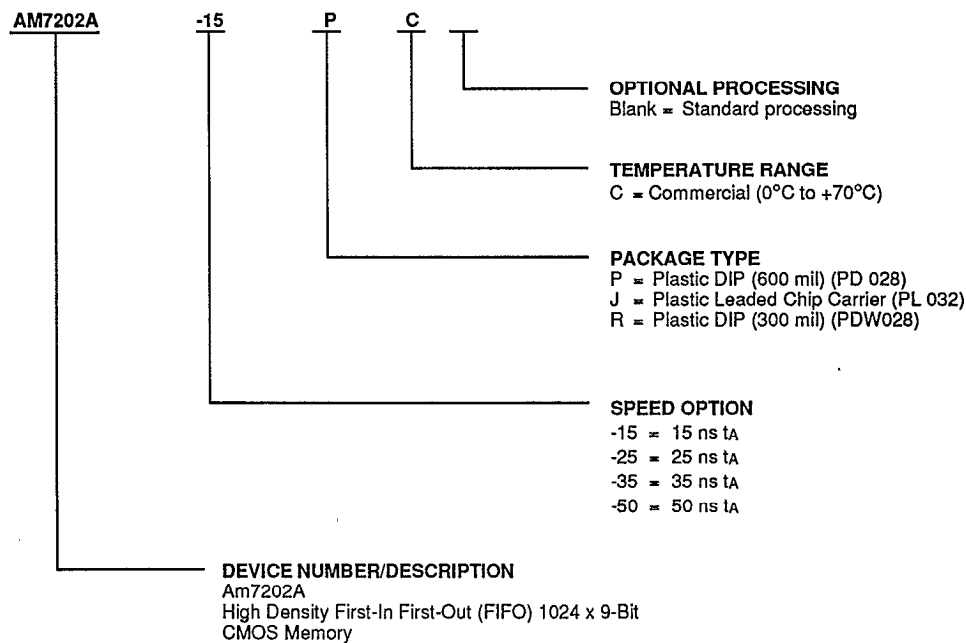 AM7202A -15 P C
OPTIONAL PROCESSING
Blank = Standard processing
TEMPERATURE RANGE
C = Commercial (0°C to +70°C)
PACKAGE TYPE
P = Plastic DIP (600 mil) (PD 028)
J = Plastic Leaded Chip Carrier (PL 032)
R = Plastic DIP (300 mil) (PDW028)
SPEED OPTION
-15 = 15 ns tA
-25 = 25 ns tA
-35 = 35 ns tA
-50 = 50 ns tA
DEVICE NUMBER/DESCRIPTION
Am7202A
High Density First-In First-Out (FIFO) 1024 x 9-Bit
CMOS Memory